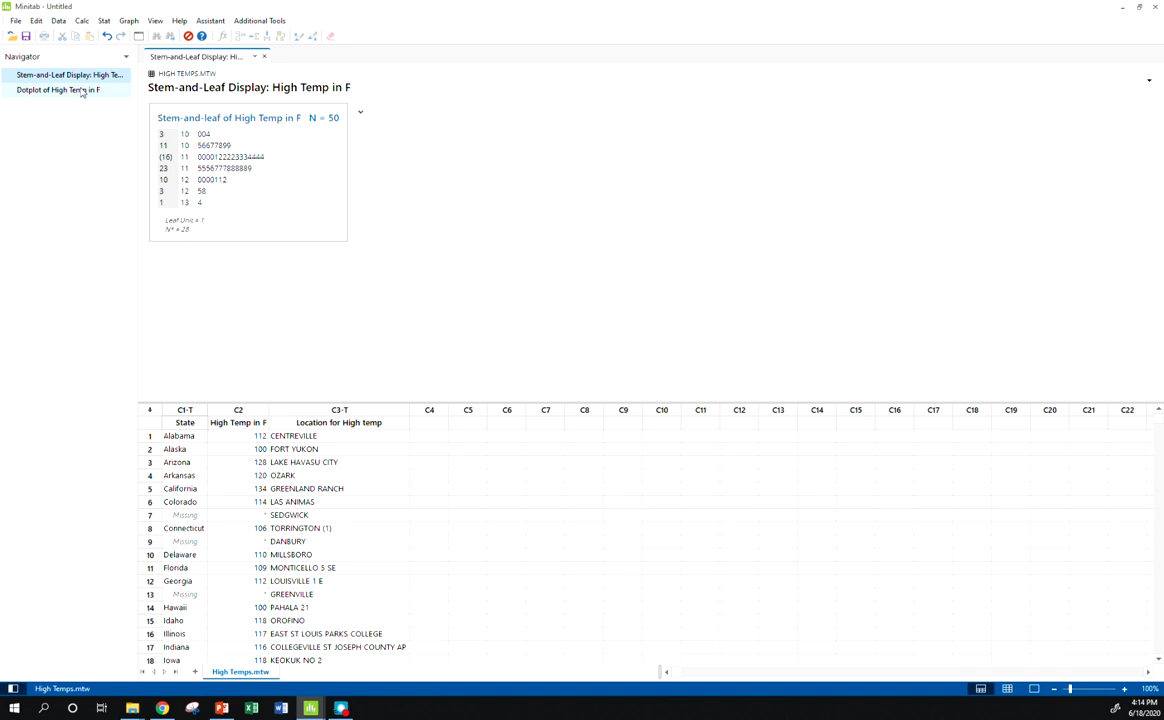 Minitab - Untitled
File Edit Data Calc Stat Graph View Help Assistant Additional Tools
Navigator
Stem-and-Leaf Display: High Te...
Dotplot of High Temp in F
Stem-and-Leaf Display: Hi...
HIGH TEMPS.MTW
Stem-and-Leaf Display: High Temp in F
Stem-and-leaf of High Temp in F N = 50
3 10 004
11 10 56677899
(16) 11 0000122223334444
23 11 5556777888889
10 12 0000112
3 12 58
1 13 4
Leaf Unit = 1
N* = 28
C1-T C2 C3-T C4 C5 C6 C7 C8 C9 C10 C11 C12 C13 C14 C15 C16 C17 C18 C19 C20 C21 C22
State High Temp in F Location for High temp
1 Alabama 112 CENTREVILLE
2 Alaska 100 FORT YUKON
3 Arizona 128 LAKE HAVASU CITY
4 Arkansas 120 OZARK
5 California 134 GREENLAND RANCH
6 Colorado 114 LAS ANIMAS
7 Missing * SEDGWICK
8 Connecticut 106 TORRINGTON (1)
9 Missing * DANBURY
10 Delaware 110 MILLSBORO
11 Florida 109 MONTICELLO 5 SE
12 Georgia 112 LOUISVILLE 1 E
13 Missing * GREENVILLE
14 Hawaii 100 PAHALA 21
15 Idaho 118 OROFINO
16 Illinois 117 EAST ST LOUIS PARKS COLLEGE
17 Indiana 116 COLLEGEVILLE ST JOSEPH COUNTY AP
18 Iowa 118 KEOKUK NO 2
High Temps.mtw
High Temps.mtw
100%
4:14 PM
6/18/2020